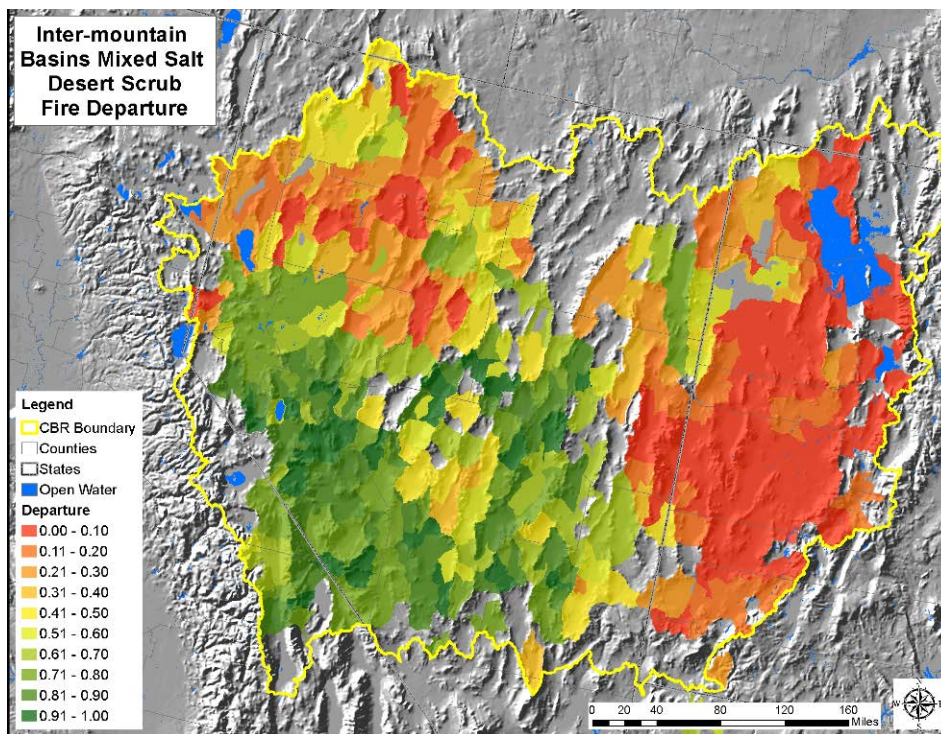 Inter-mountain
Basins Mixed Salt
Desert Scrub
Fire Departure
Legend
CBR Boundary
Counties
States
Open Water
Departure
0.00 - 0.10
0.11 - 0.20
0.21 - 0.30
0.31 - 0.40
0.41 - 0.50
0.51 - 0.60
0.61 - 0.70
0.71 - 0.80
0.81 - 0.90
0.91 - 1.00
0 20 40 80 120 160
Miles